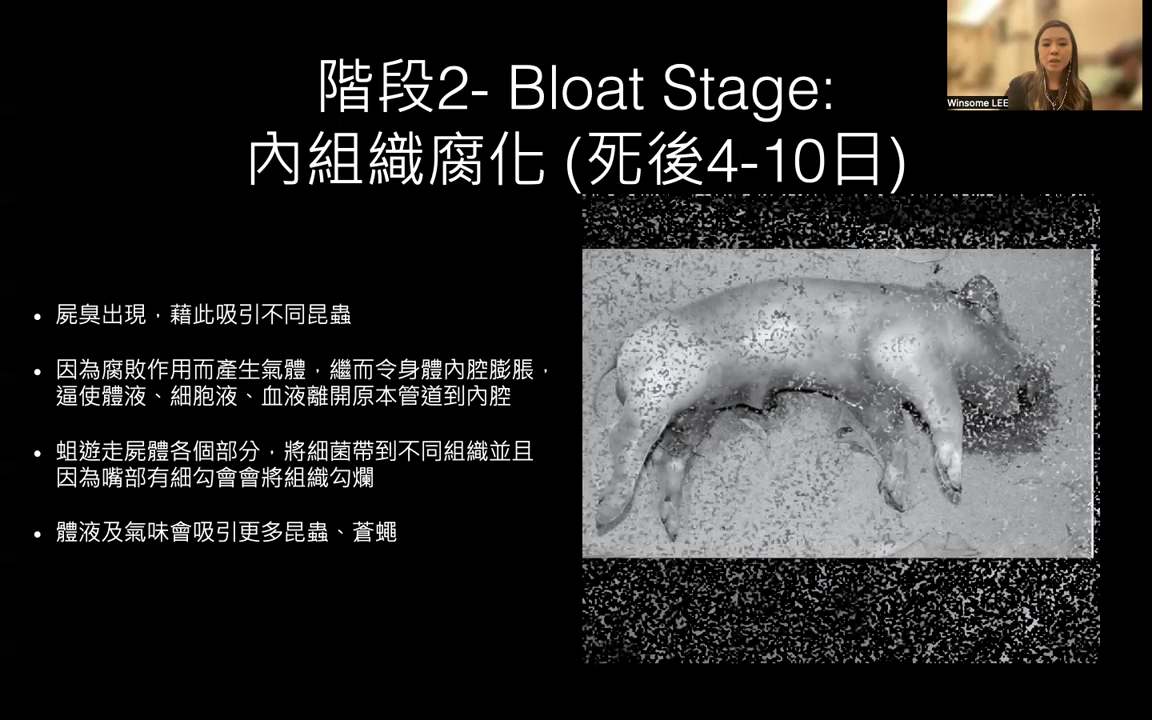 階段2- Bloat Stage:
內組織腐化 (死後4-10日)
Winsome LEE
• 屍臭出現，藉此吸引不同昆蟲
• 因為腐敗作用而產生氣體，繼而令身體內腔膨脹，
逼使體液、細胞液、血液離開原本管道到內腔
• 蛆遊走屍體各個部分，將細菌帶到不同組織並且
因為嘴部有細勾會會將組織勾爛
• 體液及氣味會吸引更多昆蟲、蒼蠅